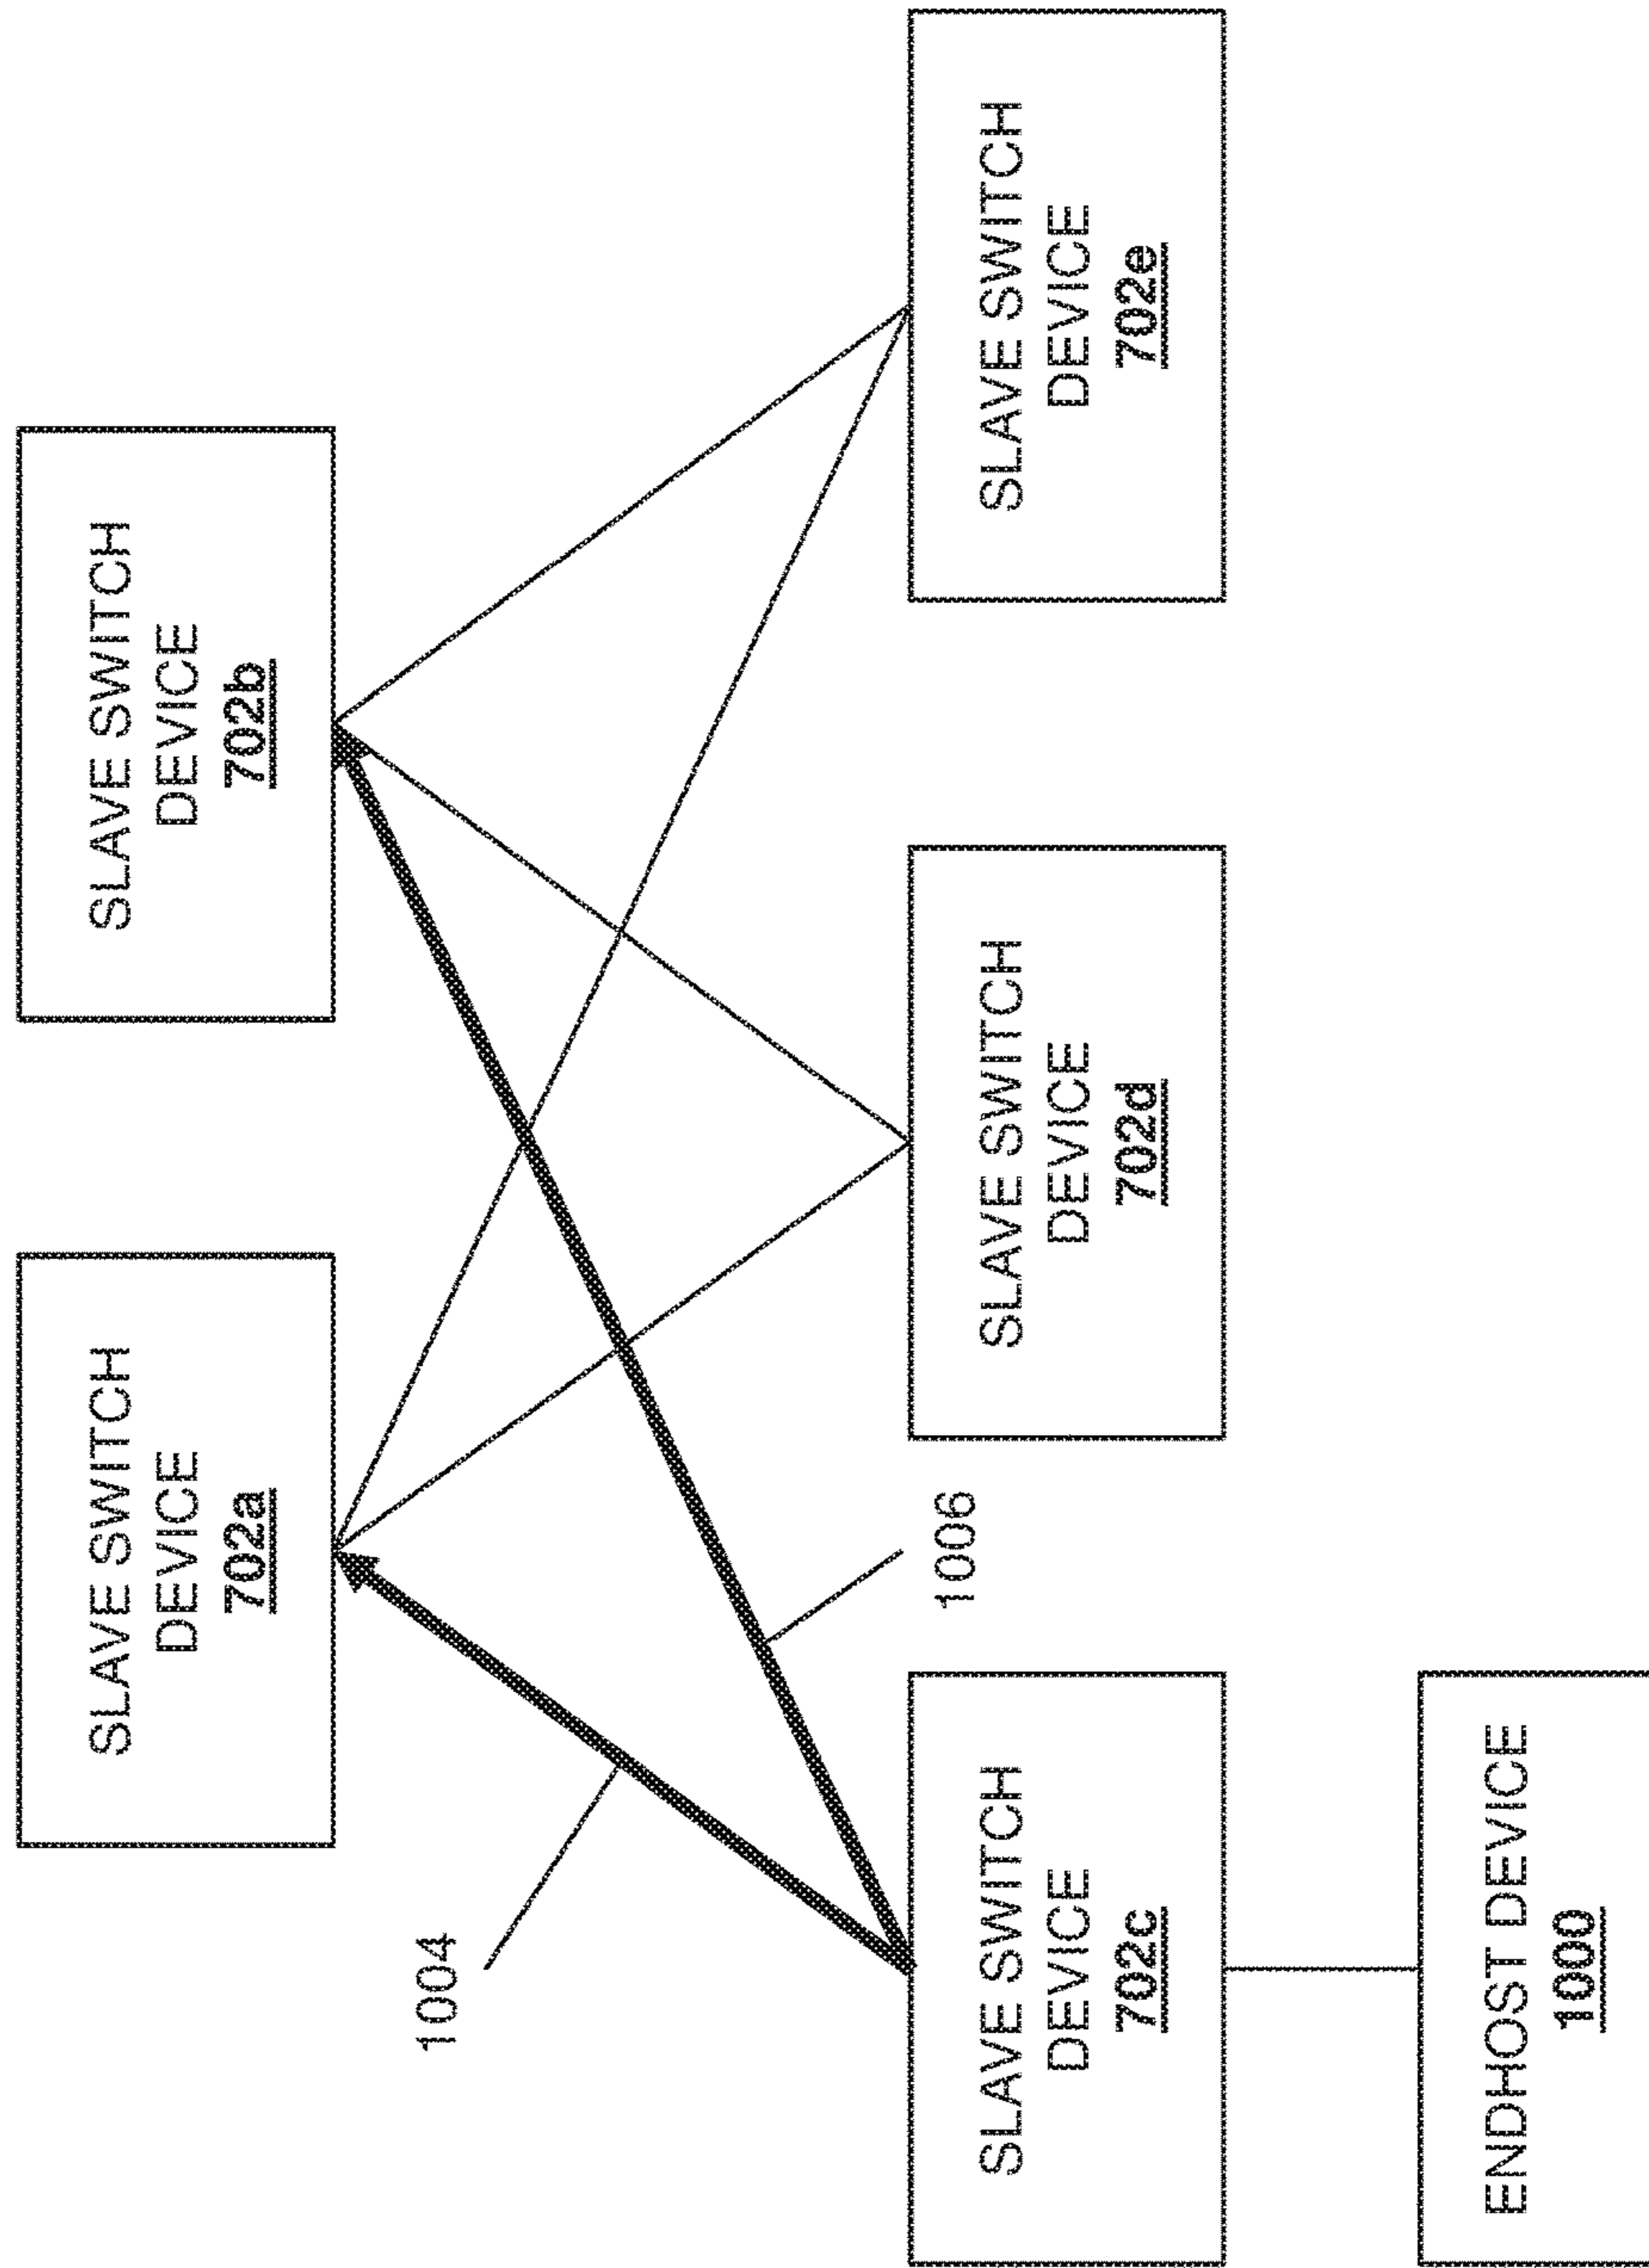 SLAVE SWITCH
DEVICE
702a
SLAVE SWITCH
DEVICE
702b
1004
1006
SLAVE SWITCH
DEVICE
702c
SLAVE SWITCH
DEVICE
702d
SLAVE SWITCH
DEVICE
702e
ENDHOST DEVICE
1000